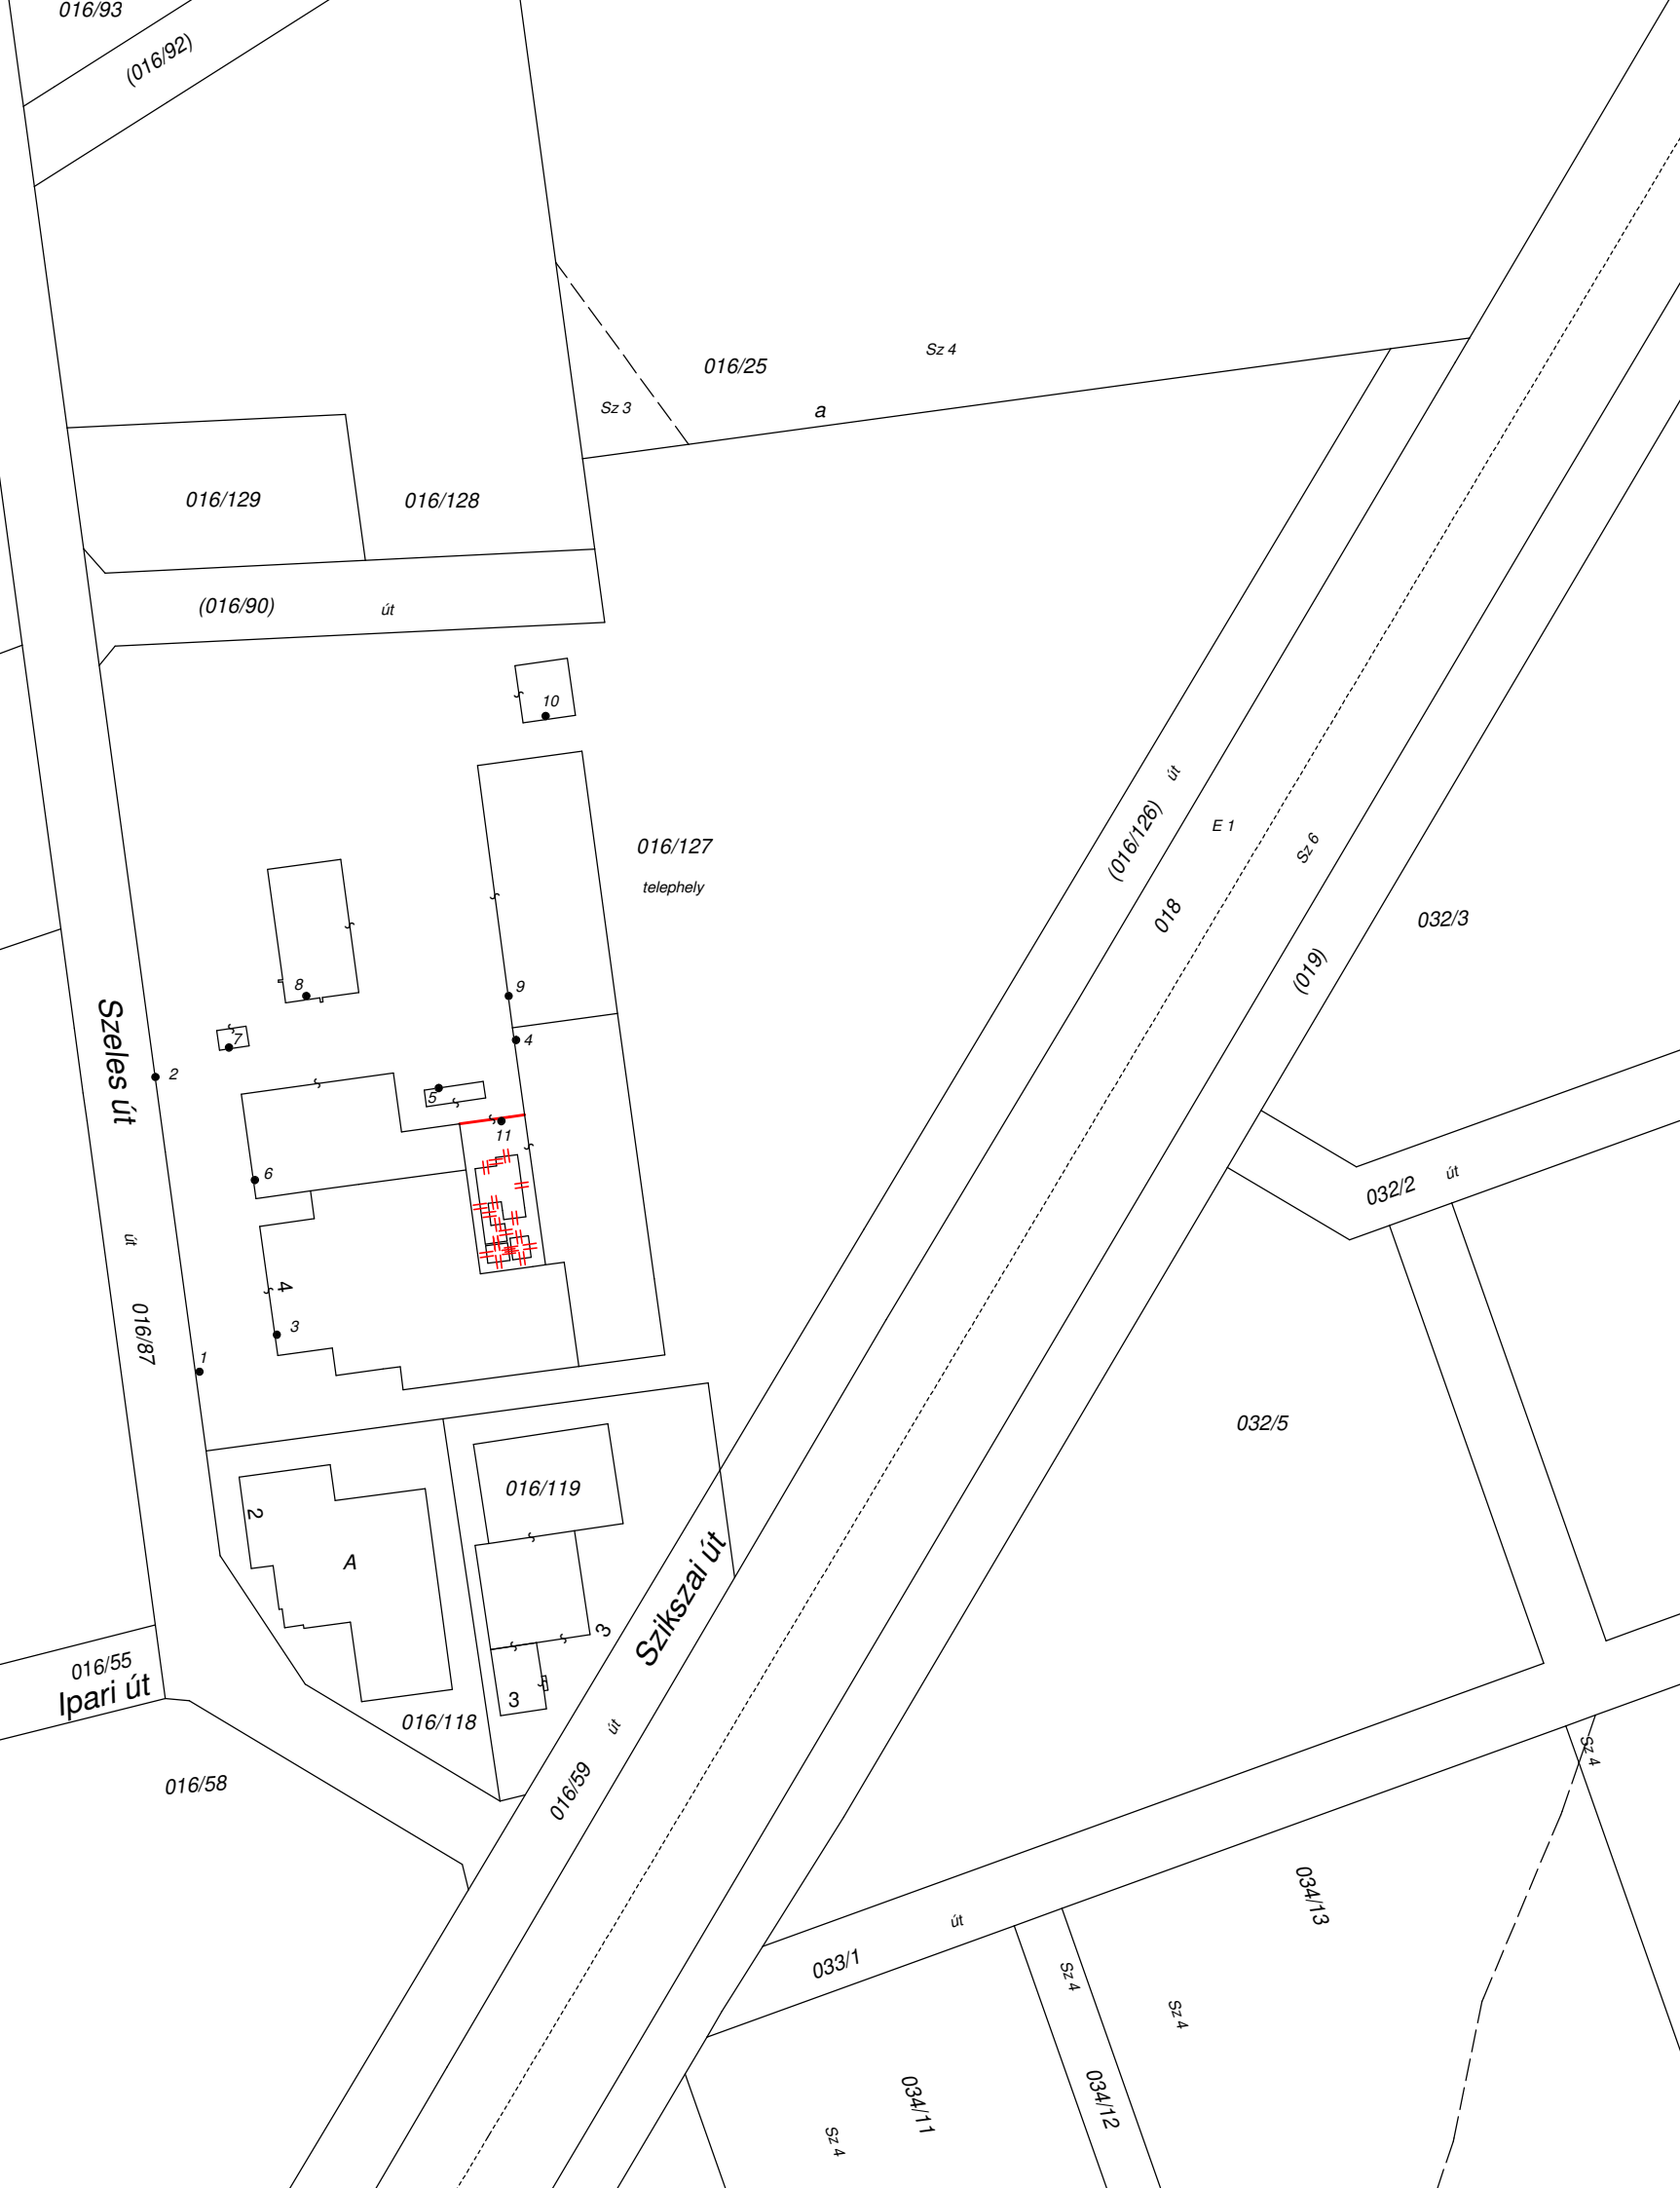 016/93
(016/92)
Sz 4
016/25
Sz 3
a
016/129
016/128
(016/90)
út
10
016/127
telephely
út
(016/126)
E 1
Sz 6
018
032/3
(019)
8
9
7
4
Szeles út
2
5
11
6
032/2
út
út
4
3
016/87
1
032/5
016/119
2
A
Szikszai út
3
016/55
Ipari út
3
016/118
út
Sz 4
016/58
016/59
034/13
út
033/1
Sz 4
Sz 4
034/11
034/12
Sz 4